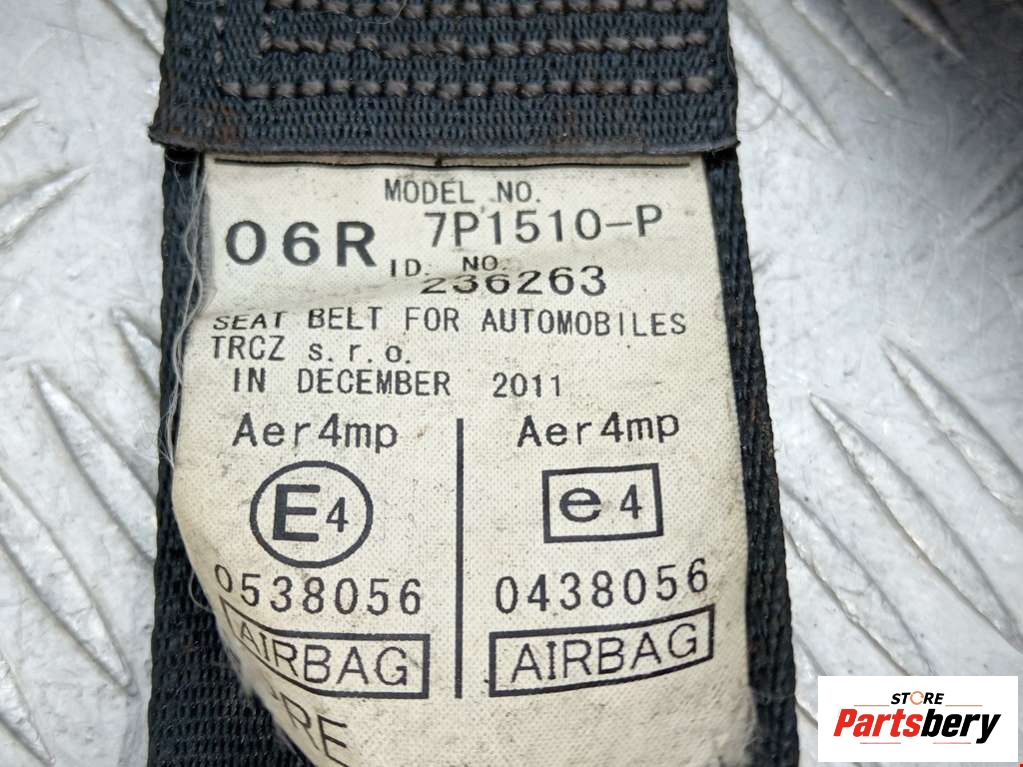 MODEL NO.
06R 7P1510-P
ID. NO.
236263
SEAT BELT FOR AUTOMOBILES
TRCZ s.r.o.
IN DECEMBER 2011
Aer4mp Aer4mp
E4 e4
0538056 0438056
AIRBAG AIRBAG
PRE
STORE
Partsbery